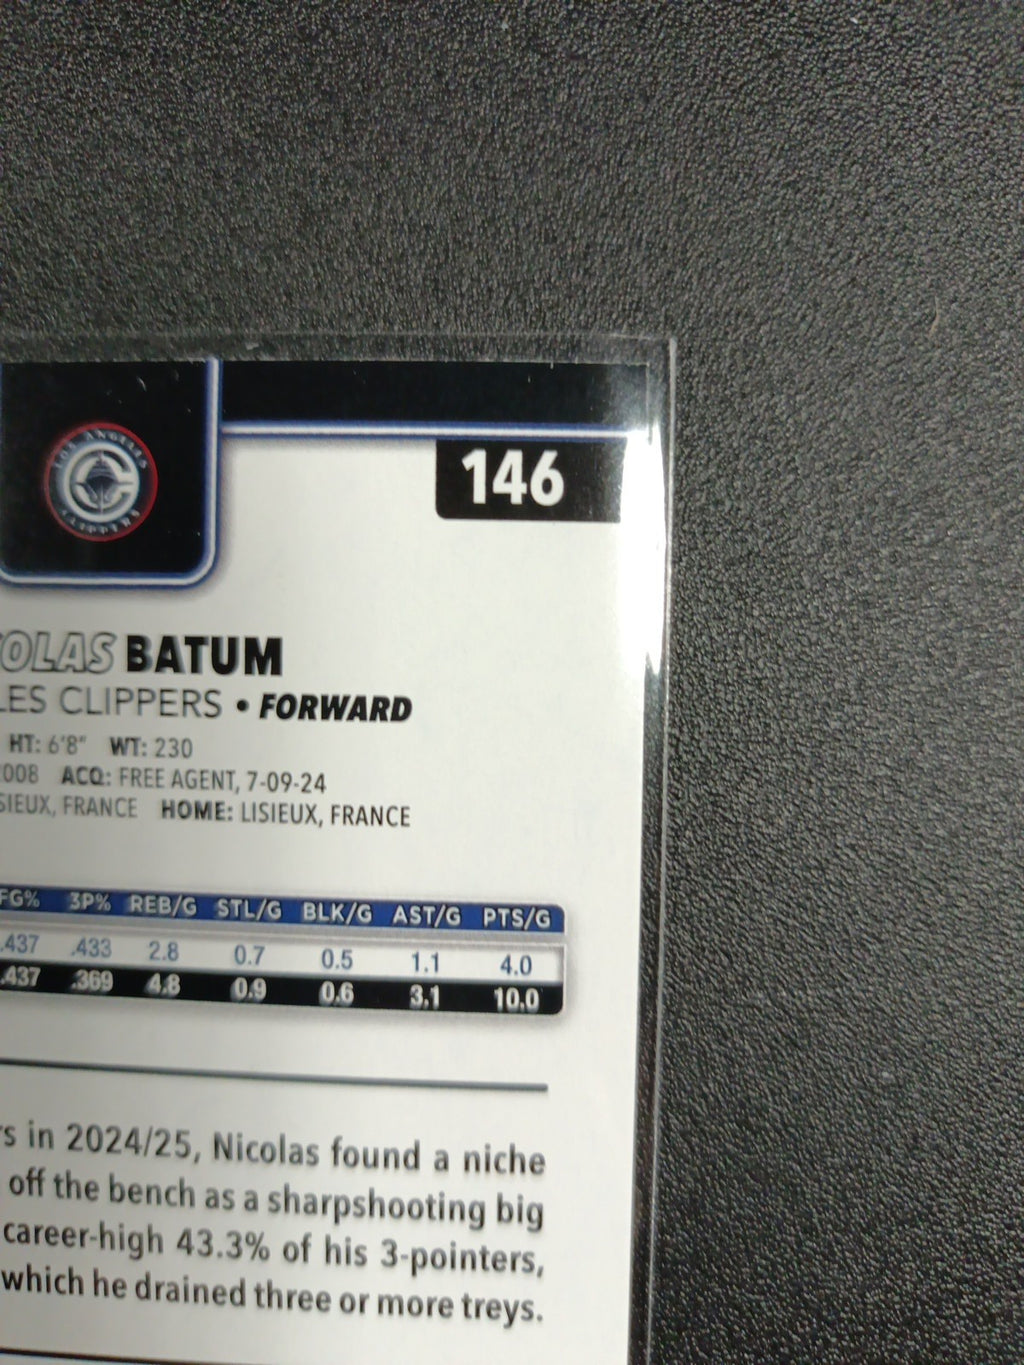 LOS ANGELES
CLIPPERS
146
OLAS BATUM
LES CLIPPERS • FORWARD
HT: 6'8" WT: 230
008 ACQ: FREE AGENT, 7-09-24
SIEUX, FRANCE HOME: LISIEUX, FRANCE
FG% 3P% REB/G STL/G BLK/G AST/G PTS/G
.437 .433 2.8 0.7 0.5 1.1 4.0
.437 .369 4.8 0.9 0.6 3.1 10.0
rs in 2024/25, Nicolas found a niche
off the bench as a sharpshooting big
career-high 43.3% of his 3-pointers,
which he drained three or more treys.